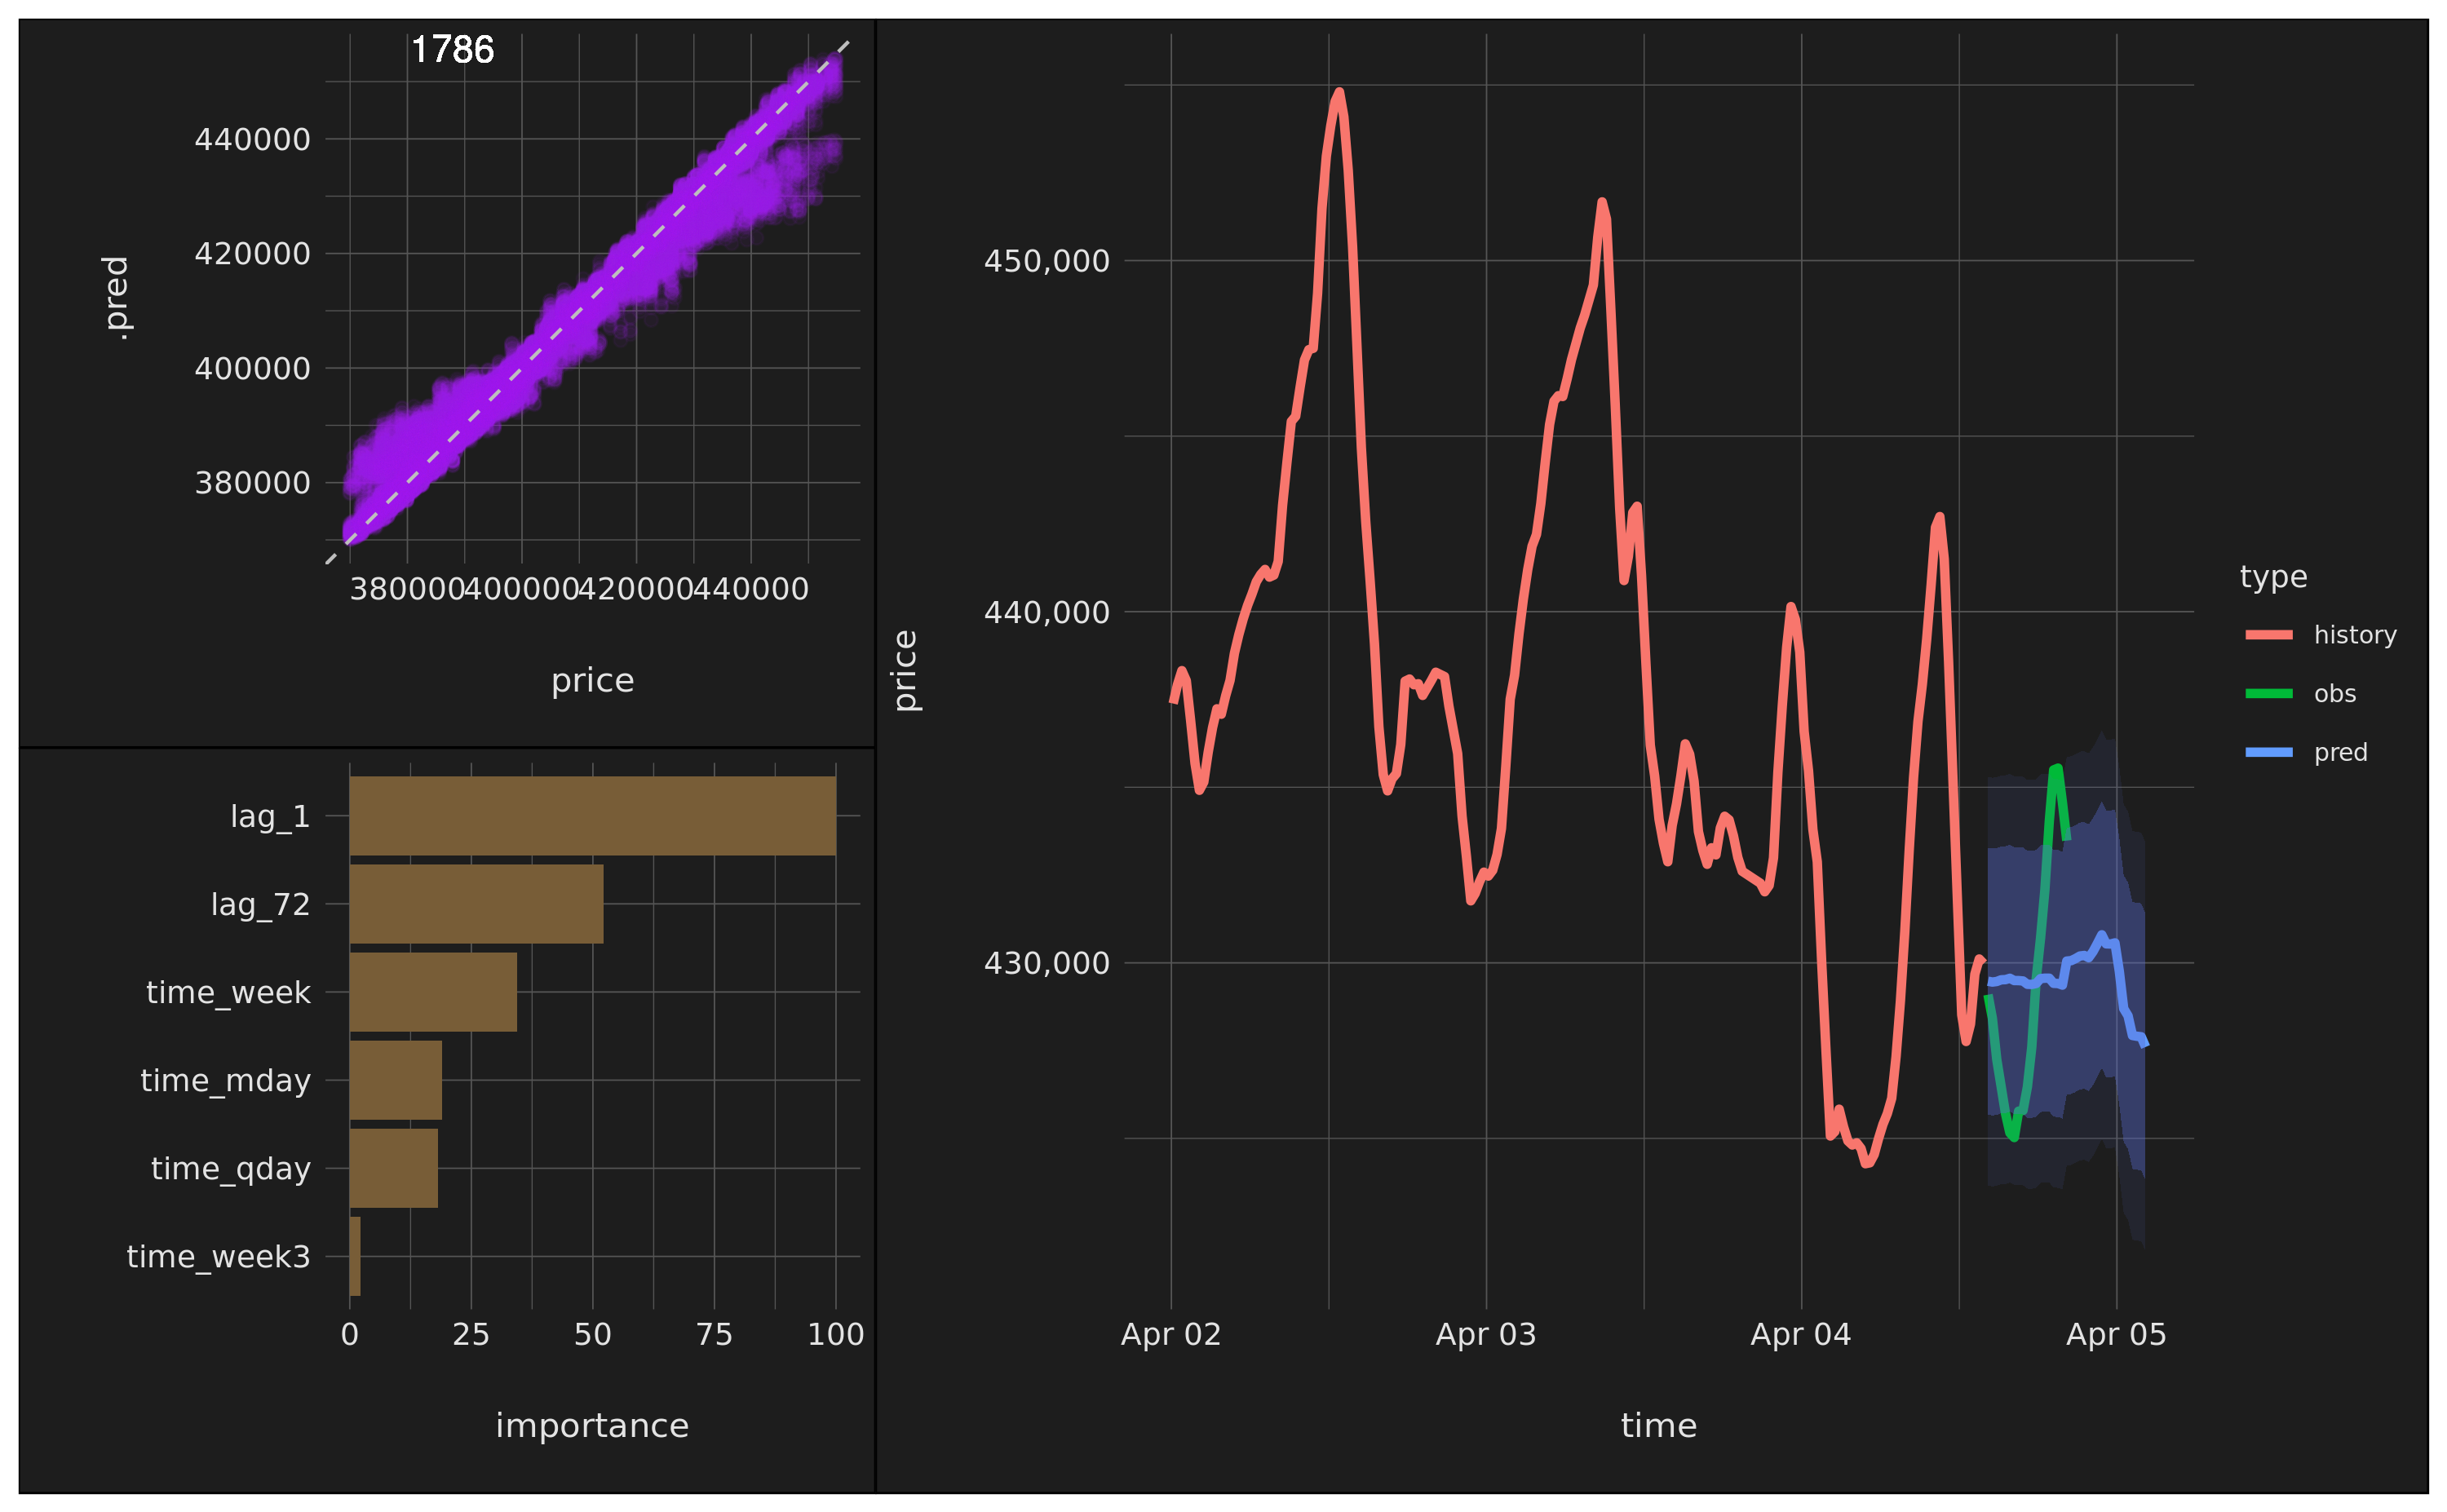 1786
440000
420000
400000
380000
.pred
380000 400000 420000 440000
price
lag_1
lag_72
time_week
time_mday
time_qday
time_week3
0 25 50 75 100
importance
450,000
440,000
430,000
price
Apr 02 Apr 03 Apr 04 Apr 05
time
type
history
obs
pred